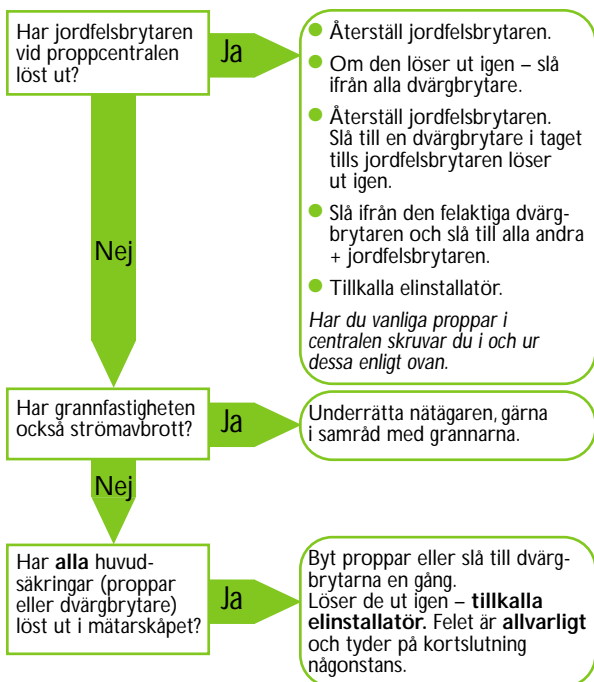 Har jordfelsbrytaren
vid proppcentralen
löst ut?
Ja
● Återställ jordfelsbrytaren.
● Om den löser ut igen – slå
ifrån alla dvärgbrytare.
● Återställ jordfelsbrytaren.
Slå till en dvärgbrytare i taget
tills jordfelsbrytaren löser
ut igen.
● Slå ifrån den felaktiga dvärg-
brytaren och slå till alla andra
+ jordfelsbrytaren.
● Tillkalla elinstallatör.
Har du vanliga proppar i
centralen skruvar du i och ur
dessa enligt ovan.
Nej
Har grannfastigheten
också strömavbrott?
Ja
Underrätta nätägaren, gärna
i samråd med grannarna.
Nej
Har alla huvud-
säkringar (proppar
eller dvärgbrytare)
löst ut i mätarskåpet?
Ja
Byt proppar eller slå till dvärg-
brytarna en gång.
Löser de ut igen – tillkalla
elinstallatör. Felet är allvarligt
och tyder på kortslutning
någonstans.